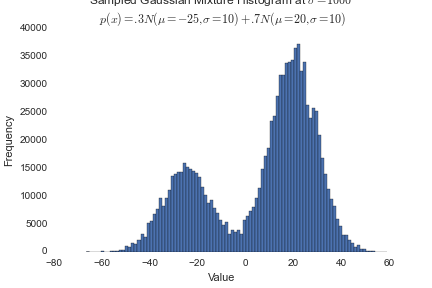 Sampled Gaussian Mixture Histogram at σ = 1000
p(x) = .3N(μ = −25, σ = 10) + .7N(μ = 20, σ = 10)
40000
35000
30000
25000
20000
15000
10000
5000
0
Frequency
−80 −60 −40 −20 0 20 40 60
Value